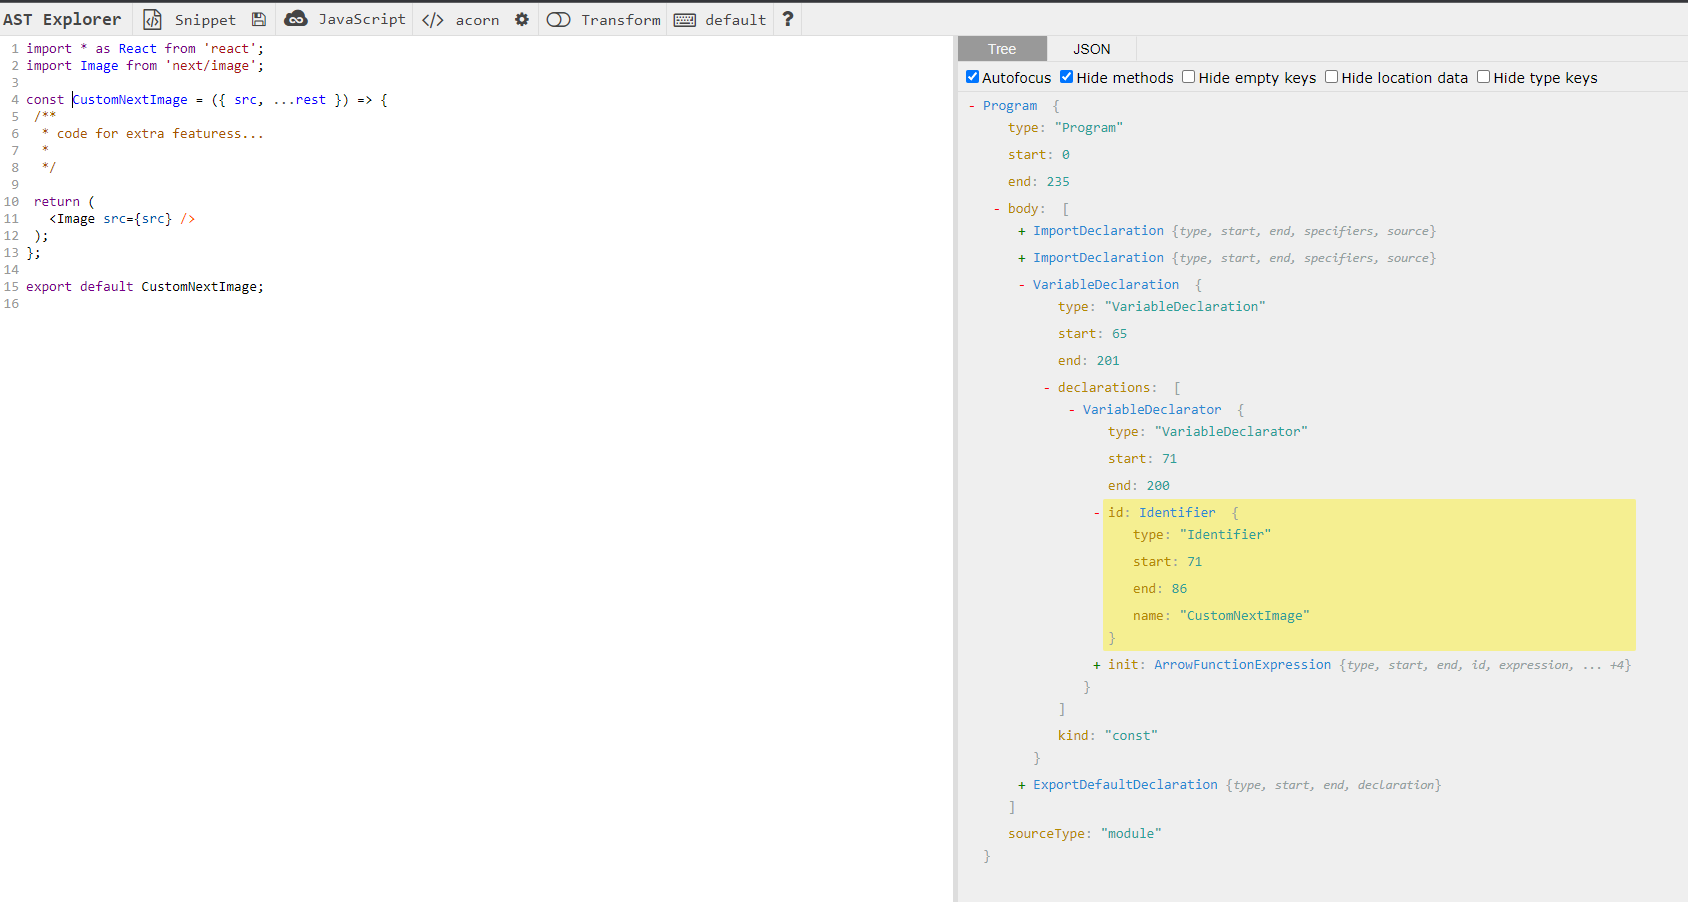 AST Explorer Snippet JavaScript </> acorn Transform default ?
1 import * as React from 'react';
2 import Image from 'next/image';
3
4 const CustomNextImage = ({ src, ...rest }) => {
5 /**
6 * code for extra featuress...
7 *
8 */
9
10 return (
11 <Image src={src} />
12 );
13 };
14
15 export default CustomNextImage;
16
Tree JSON
Autofocus Hide methods Hide empty keys Hide location data Hide type keys
- Program {
type: "Program"
start: 0
end: 235
- body: [
+ ImportDeclaration {type, start, end, specifiers, source}
+ ImportDeclaration {type, start, end, specifiers, source}
- VariableDeclaration {
type: "VariableDeclaration"
start: 65
end: 201
- declarations: [
- VariableDeclarator {
type: "VariableDeclarator"
start: 71
end: 200
- id: Identifier {
type: "Identifier"
start: 71
end: 86
name: "CustomNextImage"
}
+ init: ArrowFunctionExpression {type, start, end, id, expression, ... +4}
}
]
kind: "const"
}
+ ExportDefaultDeclaration {type, start, end, declaration}
]
sourceType: "module"
}